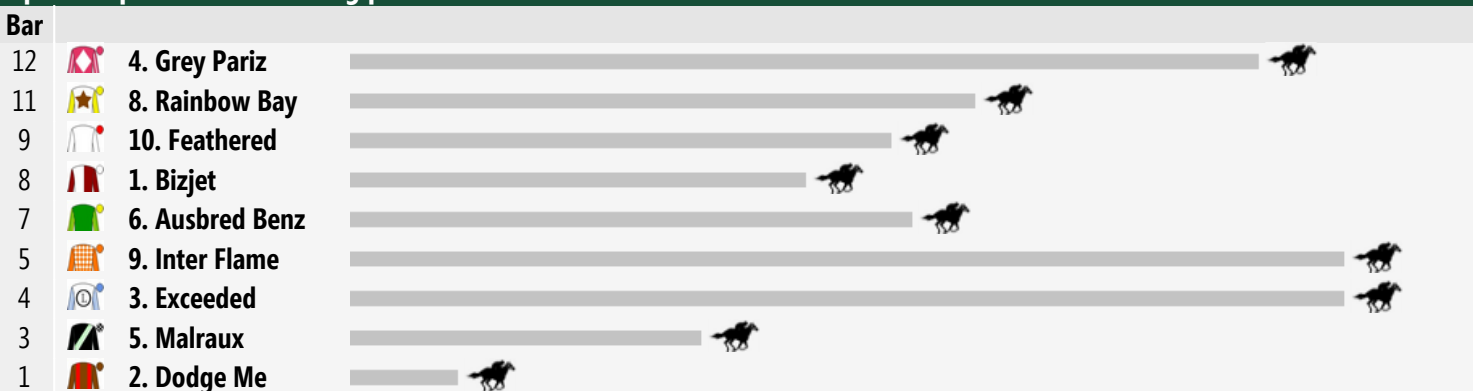 Bar
12 4. Grey Pariz
11 8. Rainbow Bay
9 10. Feathered
8 1. Bizjet
7 6. Ausbred Benz
5 9. Inter Flame
4 3. Exceeded
3 5. Malraux
1 2. Dodge Me